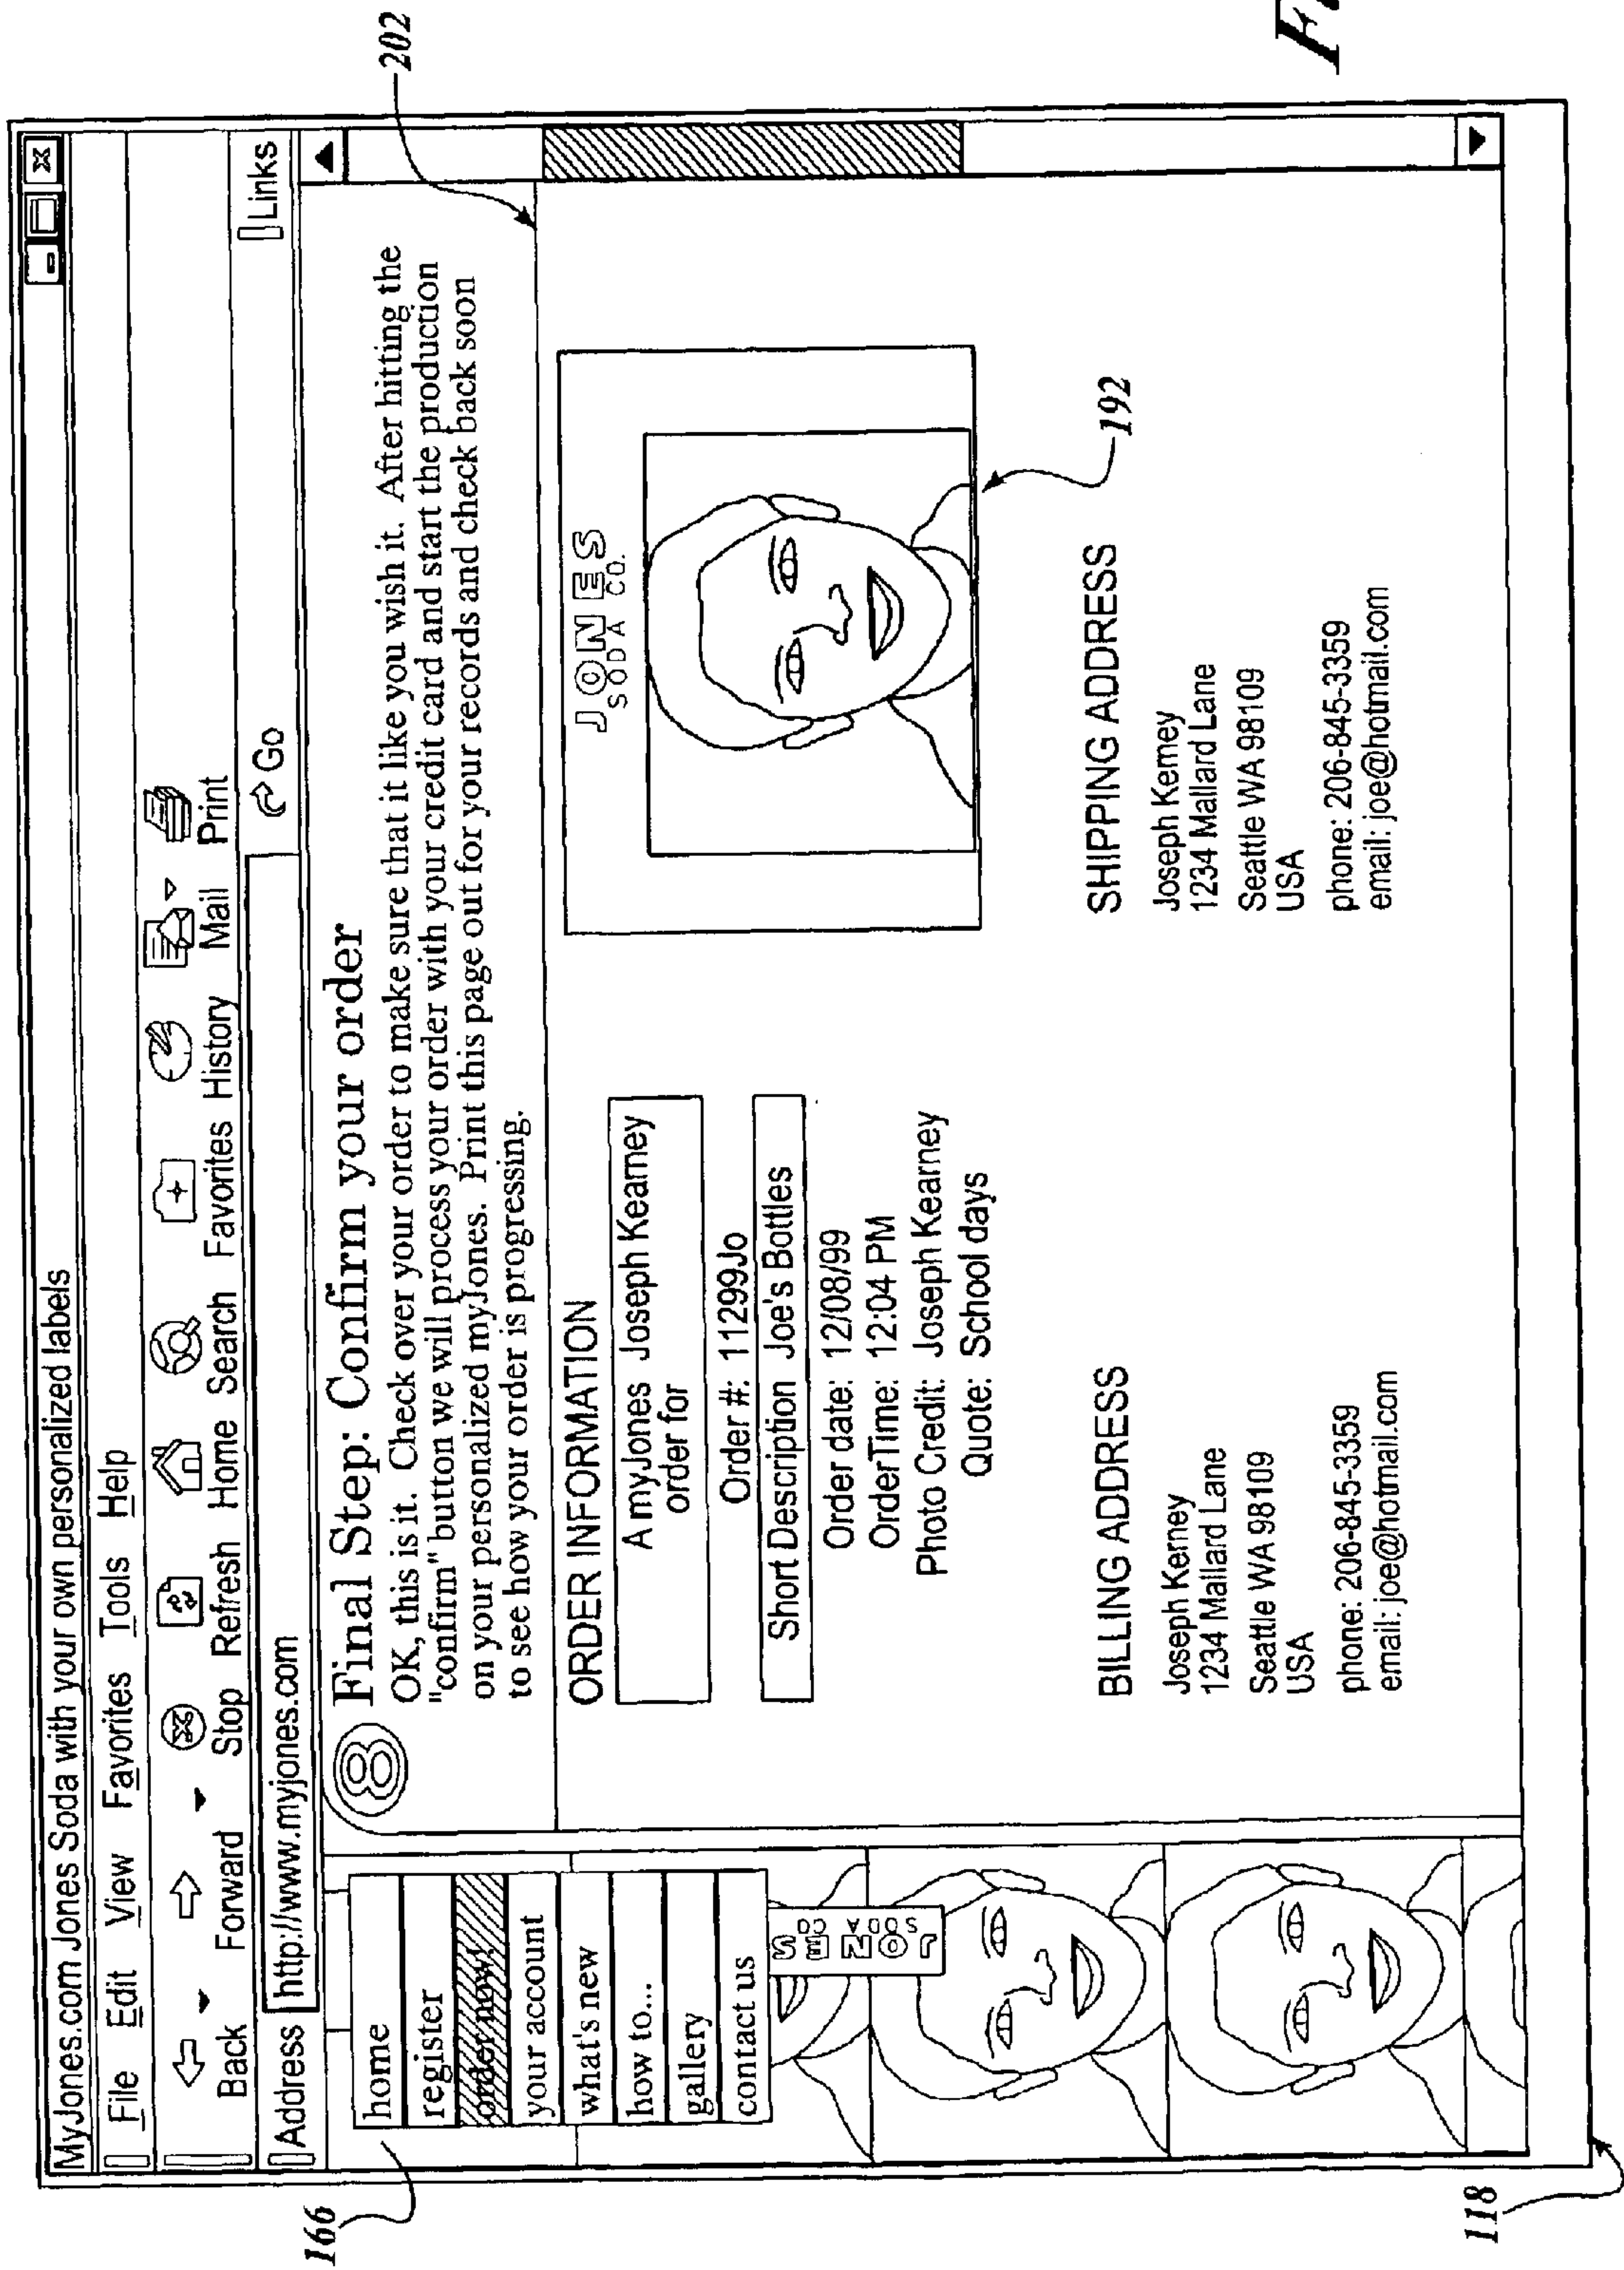 MyJones.com Jones Soda with your own personalized labels
File Edit View Favorites Tools Help
Back Forward Stop Refresh Home Search Favorites History Mail Print
Address http://www.myjones.com Go Links
166
home
register
order now!
your account
what's new
how to...
gallery
contact us
JONES
SODA CO
8 Final Step: Confirm your order
OK, this is it. Check over your order to make sure that it like you wish it. After hitting the
"confirm" button we will process your order with your credit card and start the production
on your personalized myJones. Print this page out for your records and check back soon
to see how your order is progressing.
202
ORDER INFORMATION
A myJones Joseph Kearney
order for
Order #: 11299Jo
Short Description Joe's Bottles
Order date: 12/08/99
OrderTime: 12:04 PM
Photo Credit: Joseph Kearney
Quote: School days
JONES
SODA CO.
192
BILLING ADDRESS
Joseph Kerney
1234 Mallard Lane
Seattle WA 98109
USA
phone: 206-845-3359
email: joe@hotmail.com
SHIPPING ADDRESS
Joseph Kerney
1234 Mallard Lane
Seattle WA 98109
USA
phone: 206-845-3359
email: joe@hotmail.com
118